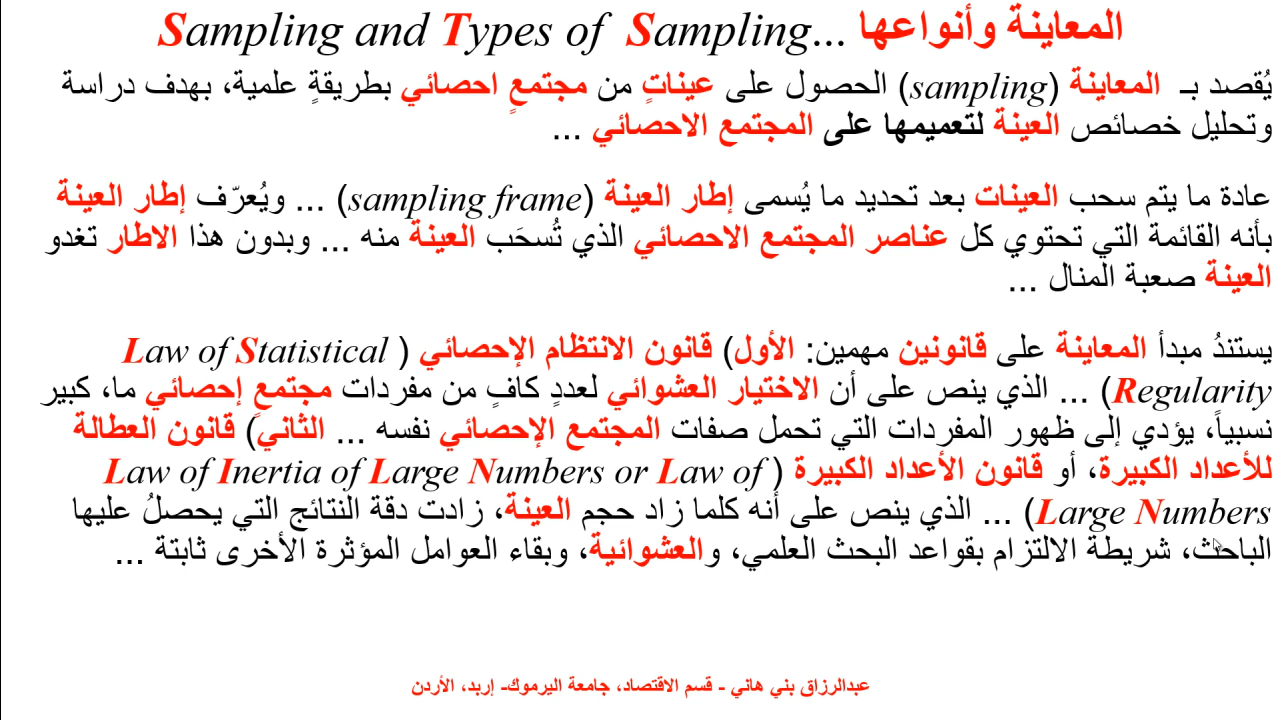 المعاينة وأنواعها ...Sampling and Types of Sampling
يُقصد بـ المعاينة (sampling) الحصول على عيناتٍ من مجتمعٍ احصائي بطريقةٍ علمية، بهدف دراسة
وتحليل خصائص العينة لتعميمها على المجتمع الاحصائي ...
عادة ما يتم سحب العينات بعد تحديد ما يُسمى إطار العينة (sampling frame) ... ويُعرّف إطار العينة
بأنه القائمة التي تحتوي كل عناصر المجتمع الاحصائي الذي تُسحَب العينة منه ... وبدون هذا الاطار تغدو
العينة صعبة المنال ...
يستندُ مبدأ المعاينة على قانونين مهمين: الأول) قانون الانتظام الإحصائي (Law of Statistical
Regularity) ... الذي ينص على أن الاختيار العشوائي لعددٍ كافٍ من مفردات مجتمعٍ إحصائي ما، كبير
نسبياً، يؤدي إلى ظهور المفردات التي تحمل صفات المجتمع الإحصائي نفسه ... الثاني) قانون العطالة
للأعداد الكبيرة، أو قانون الأعداد الكبيرة (Law of Inertia of Large Numbers or Law of
Large Numbers) ... الذي ينص على أنه كلما زاد حجم العينة، زادت دقة النتائج التي يحصلُ عليها
الباحث، شريطة الالتزام بقواعد البحث العلمي، والعشوائية، وبقاء العوامل المؤثرة الأخرى ثابتة ...
عبدالرزاق بني هاني - قسم الاقتصاد، جامعة اليرموك- إربد، الأردن